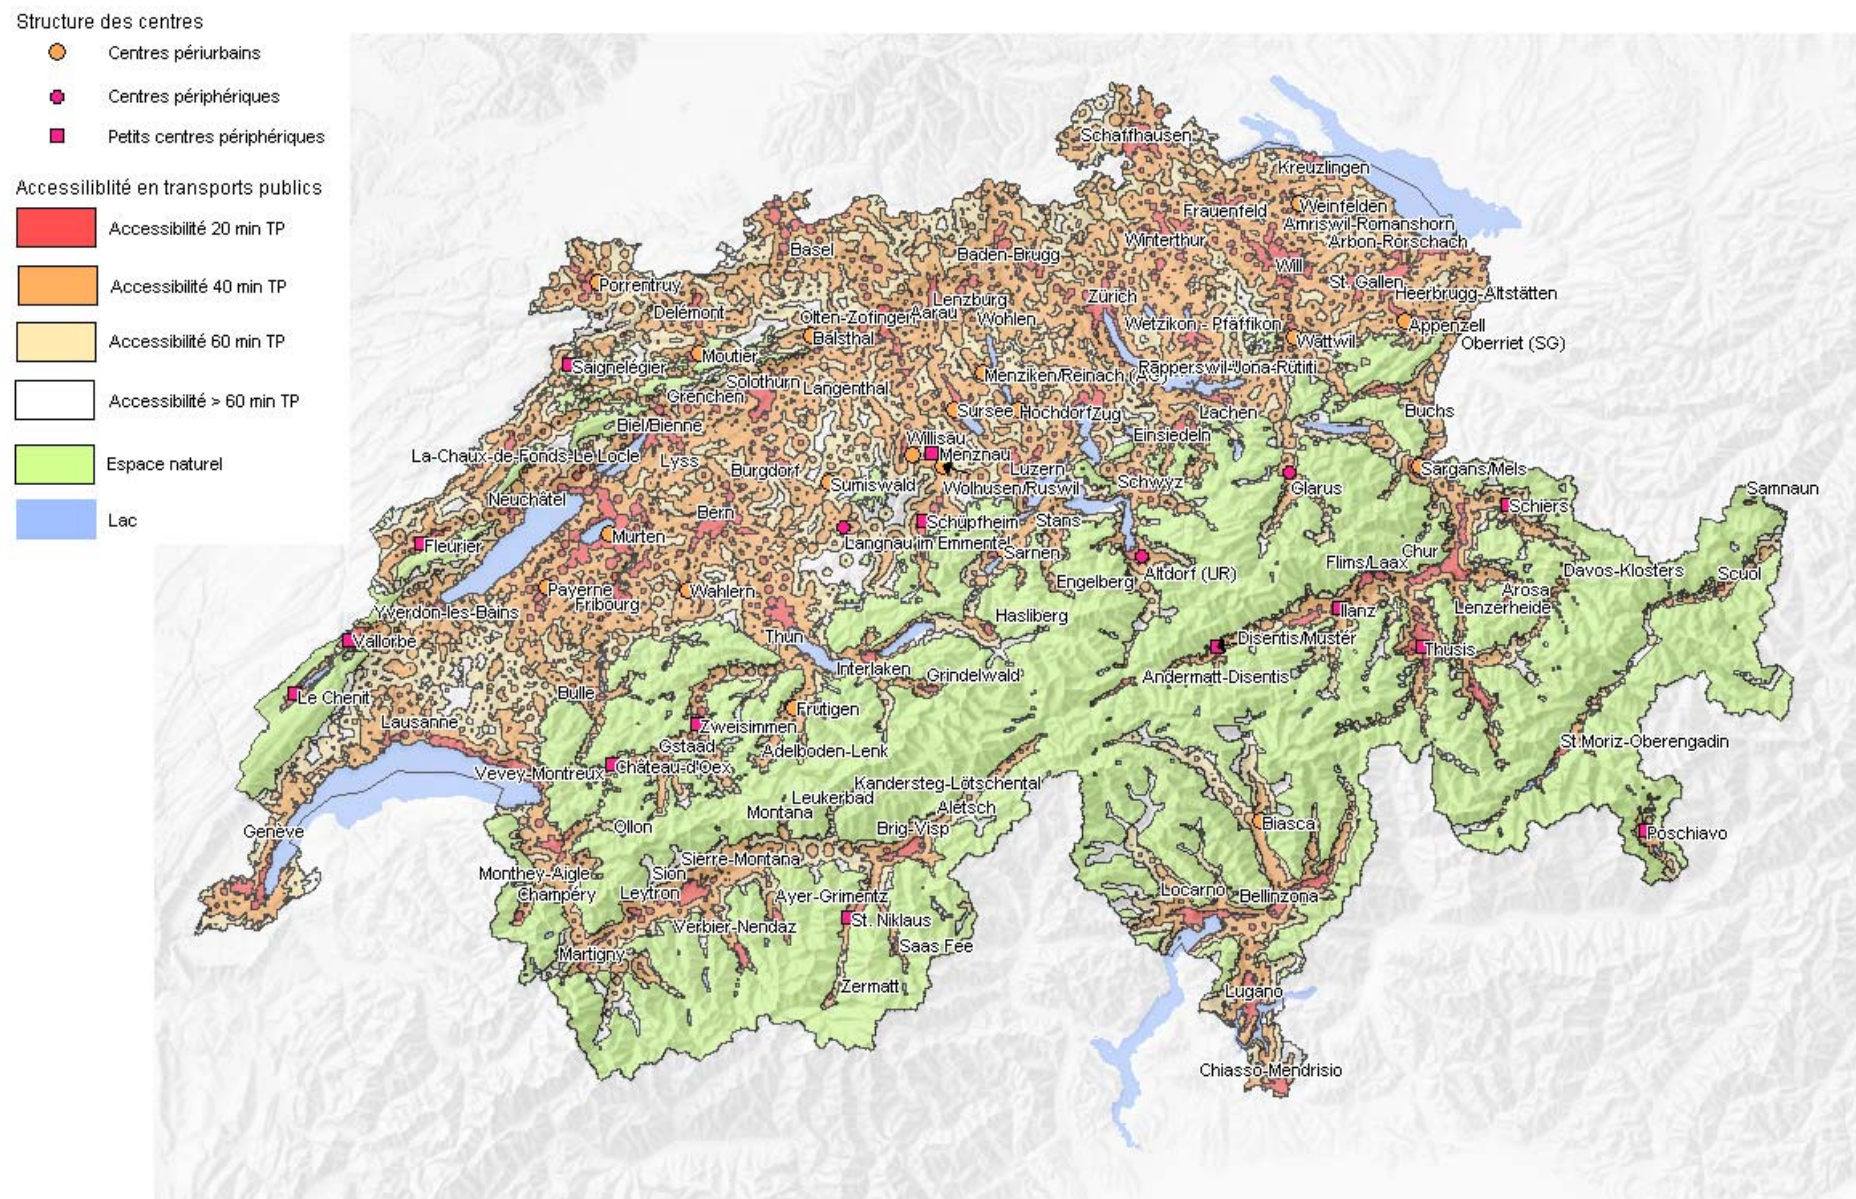 Structure des centres
Centres périurbains
Centres périphériques
Petits centres périphériques
Accessiliblité en transports publics
Accessibilité 20 min TP
Accessibilité 40 min TP
Accessibilité 60 min TP
Accessibilité > 60 min TP
Espace naturel
Lac
Schaffhausen
Kreuzlingen
Weinfelden
Frauenfeld
Amriswil-Romanshorn
Arbon-Rorschach
Winterthur
Basel
Baden-Brugg
Will
St. Gallen
Heerbrugg-Altstätten
Porrentruy
Delémont
Lenzburg
Zürich
Olten-Zofingen
Aarau
Wohlen
Wetzikon - Pfäffikon
Appenzell
Balsthal
Wattwil
Oberriet (SG)
Moutier
Saignelégier
Solothurn
Langenthal
Menziken/Reinach (AG)
Rapperswil-Jona-Rütiti
Grenchen
Sursee
Hochdorf
Zug
Lachen
Buchs
Biel/Bienne
Willisau
Einsiedeln
La-Chaux-de-Fonds-Le Locle
Lyss
Burgdorf
Menznau
Luzern
Sargans/Mels
Sumiswald
Wolhusen/Ruswil
Schwyz
Glarus
Samnaun
Neuchâtel
Bern
Schüpfheim
Stans
Schiers
Murten
Langnau im Emmental
Sarnen
Fleurier
Chur
Flims/Laax
Davos-Klosters
Scuol
Engelberg
Altdorf (UR)
Payerne
Wahlern
Fribourg
Arosa
Lenzerheide
Yverdon-les-Bains
Hasliberg
Ilanz
Vallorbe
Thun
Disentis/Mustér
Thusis
Interlaken
Grindelwald
Andermatt-Disentis
Le Chenit
Bulle
Frutigen
Lausanne
Zweisimmen
Gstaad
Adelboden-Lenk
St.Moriz-Oberengadin
Vevey-Montreux
Château-d'Oex
Kandersteg-Lötschental
Leukerbad
Aletsch
Montana
Genève
Ollon
Brig-Visp
Biasca
Poschiavo
Sierre-Montana
Monthey-Aigle
Sion
Champéry
Leytron
Ayer-Grimentz
Locarno
Bellinzona
Verbier-Nendaz
St. Niklaus
Martigny
Saas Fee
Zermatt
Lugano
Chiasso-Mendrisio